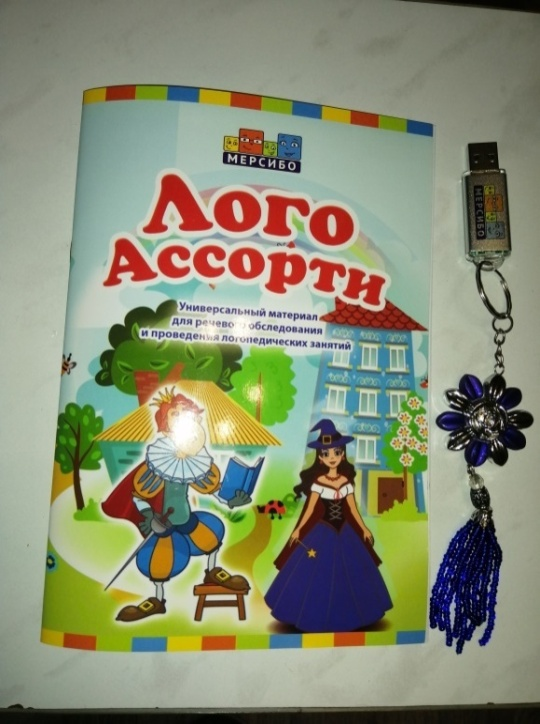 МЕРСИБО
Лого
Ассорти
Универсальный материал
для речевого обследования
и проведения логопедических занятий
МЕРСИБО